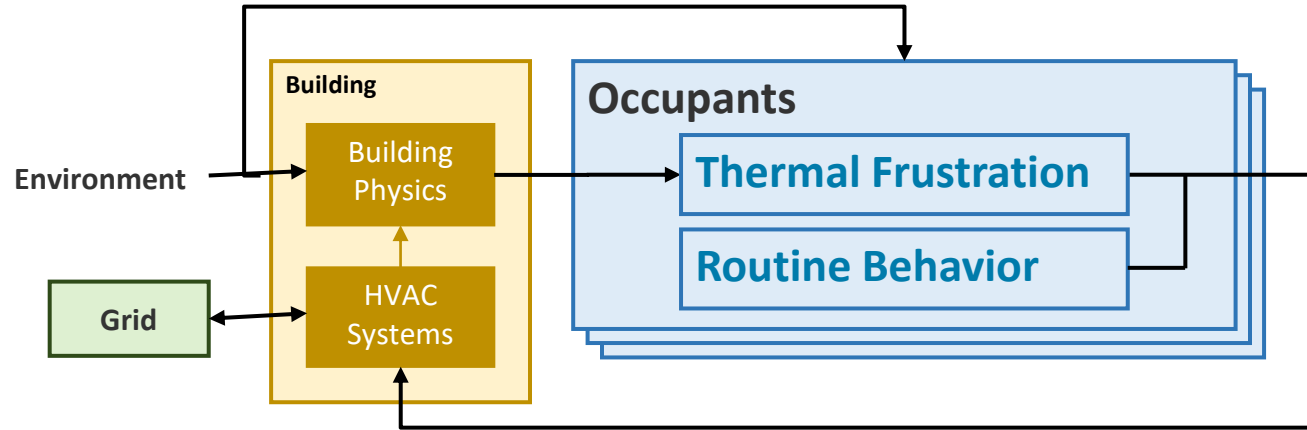 Building
Occupants
Building
Physics
Thermal Frustration
Environment
Routine Behavior
HVAC
Systems
Grid